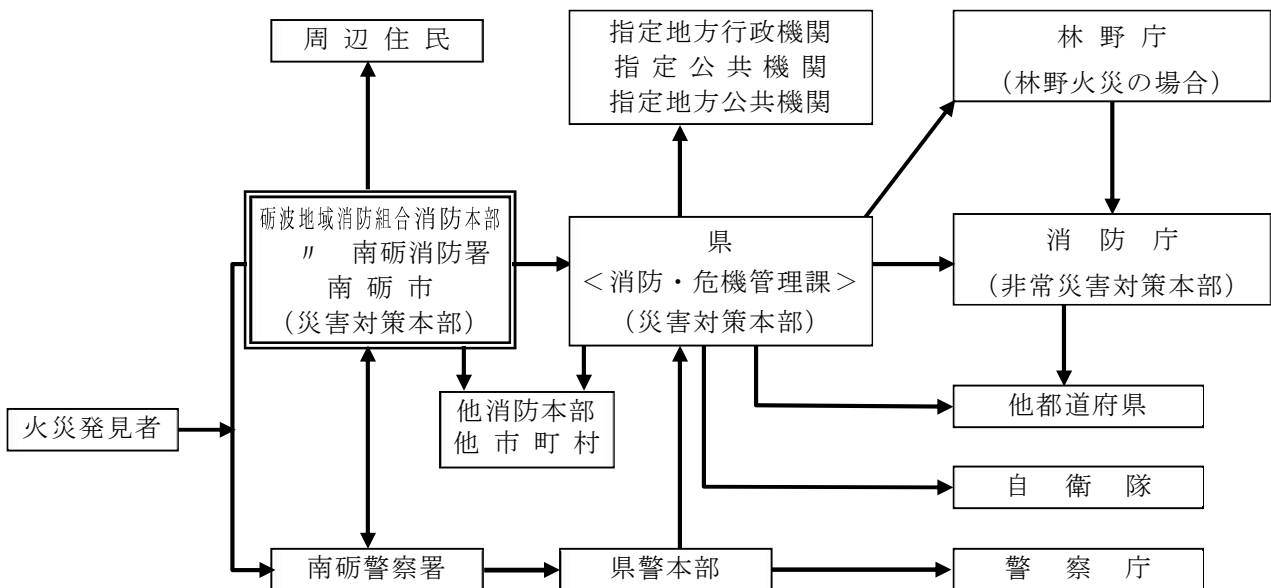 周辺住民
指定地方行政機関
指定公共機関
指定地方公共機関
林野庁
(林野火災の場合)
砺波地域消防組合消防本部
〃 南砺消防署
南砺市
(災害対策本部)
県
<消防・危機管理課>
(災害対策本部)
消防庁
(非常災害対策本部)
火災発見者
他消防本部
他市町村
他都道府県
自衛隊
南砺警察署
県警本部
警察庁